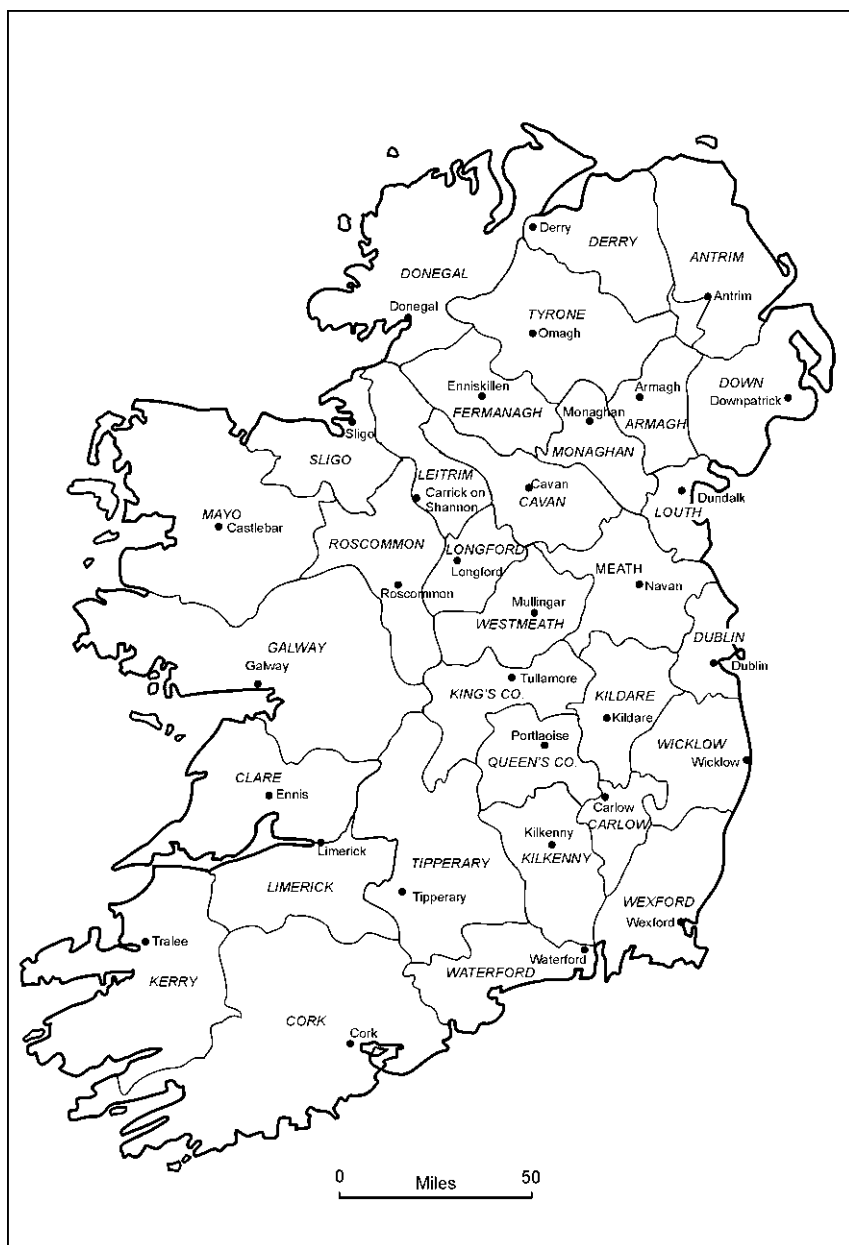 Derry
DERRY
ANTRIM
DONEGAL
Antrim
Donegal
TYRONE
Omagh
Enniskillen
Armagh
DOWN
Downpatrick
FERMANAGH
Monaghan
ARMAGH
Sligo
SLIGO
MONAGHAN
LEITRIM
Cavan
CAVAN
Carrick on
Shannon
Dundalk
LOUTH
MAYO
Castlebar
ROSCOMMON
LONGFORD
Longford
MEATH
Navan
Roscommon
Mullingar
WESTMEATH
GALWAY
Galway
DUBLIN
Dublin
Tullamore
KING'S CO.
KILDARE
Kildare
Portlaoise
QUEEN'S CO.
WICKLOW
Wicklow
CLARE
Ennis
Carlow
CARLOW
Limerick
Kilkenny
KILKENNY
TIPPERARY
LIMERICK
Tipperary
WEXFORD
Wexford
Tralee
KERRY
Waterford
WATERFORD
CORK
Cork
0 50
Miles